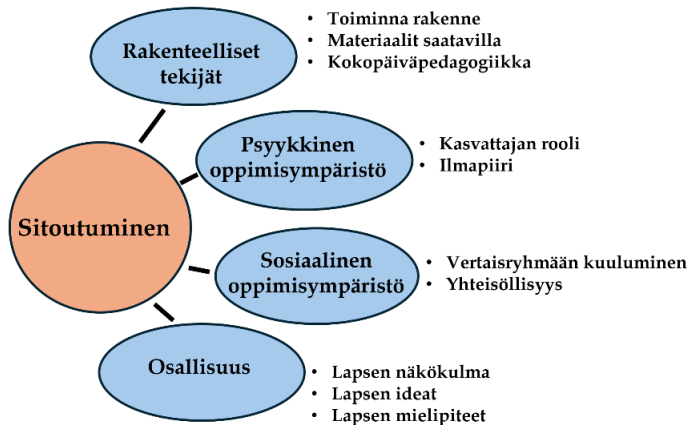 Rakenteelliset
tekijät
• Toiminna rakenne
• Materiaalit saatavilla
• Kokopäiväpedagogiikka
Psyykkinen
oppimisympäristö
• Kasvattajan rooli
• Ilmapiiri
Sitoutuminen
Sosiaalinen
oppimisympäristö
• Vertaisryhmään kuuluminen
• Yhteisöllisyys
Osallisuus
• Lapsen näkökulma
• Lapsen ideat
• Lapsen mielipiteet